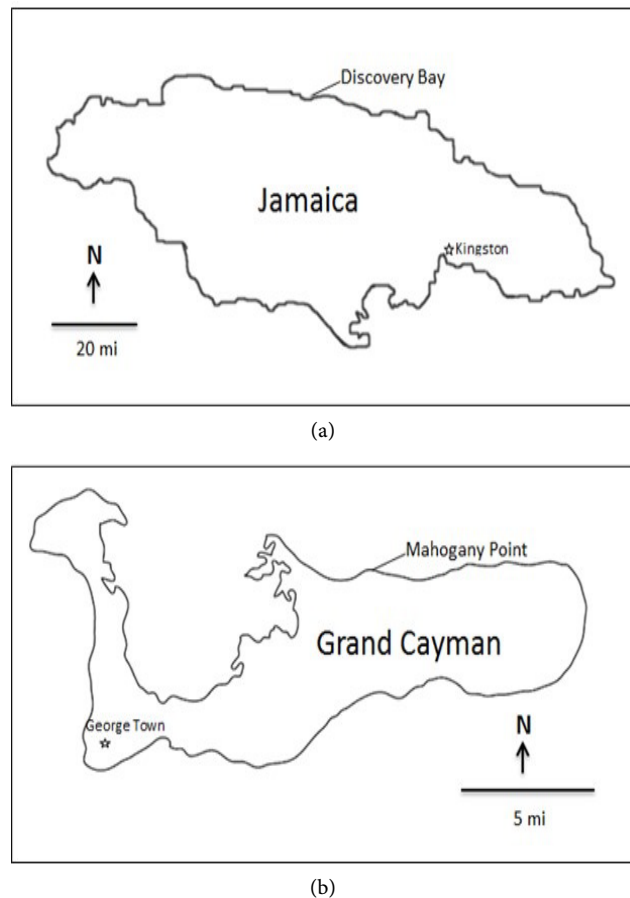 Discovery Bay
Jamaica
Kingston
N
20 mi
(a)
Mahogany Point
Grand Cayman
George Town
N
5 mi
(b)